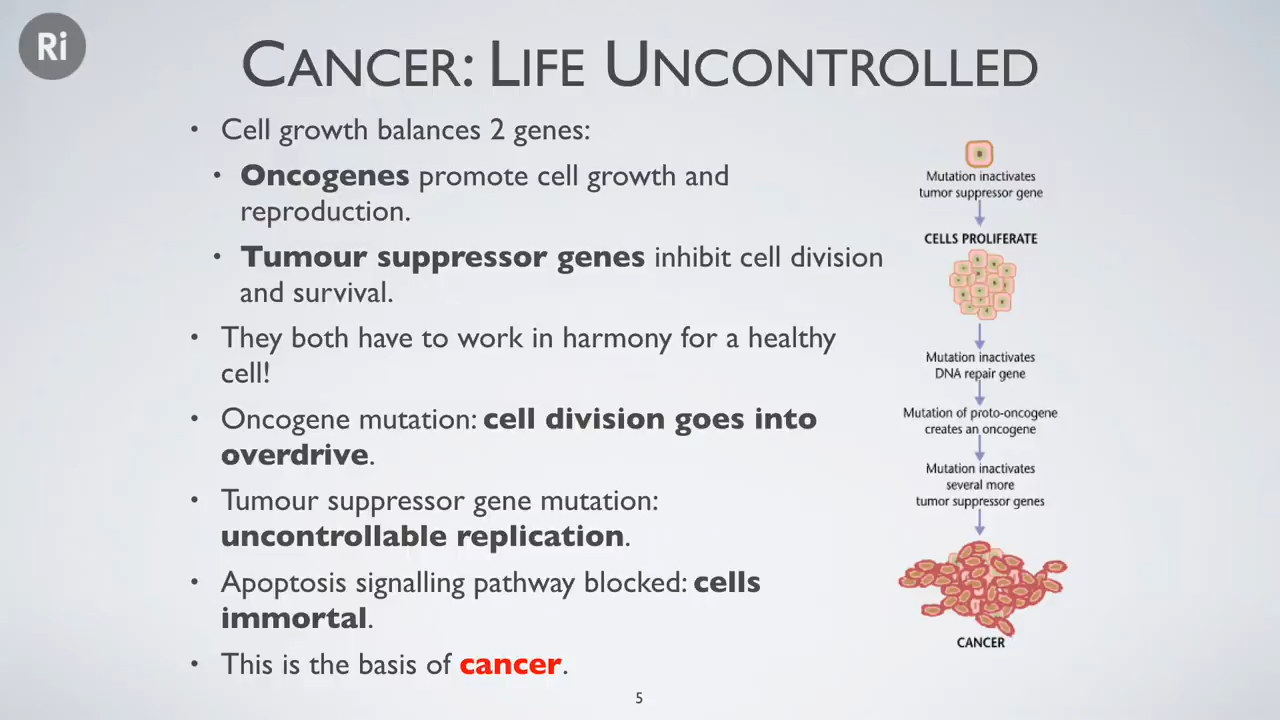 Ri
CANCER: LIFE UNCONTROLLED
• Cell growth balances 2 genes:
• Oncogenes promote cell growth and
reproduction.
• Tumour suppressor genes inhibit cell division
and survival.
• They both have to work in harmony for a healthy
cell!
• Oncogene mutation: cell division goes into
overdrive.
• Tumour suppressor gene mutation:
uncontrollable replication.
• Apoptosis signalling pathway blocked: cells
immortal.
• This is the basis of cancer.
Mutation inactivates
tumor suppressor gene
CELLS PROLIFERATE
Mutation inactivates
DNA repair gene
Mutation of proto-oncogene
creates an oncogene
Mutation inactivates
several more
tumor suppressor genes
CANCER
5